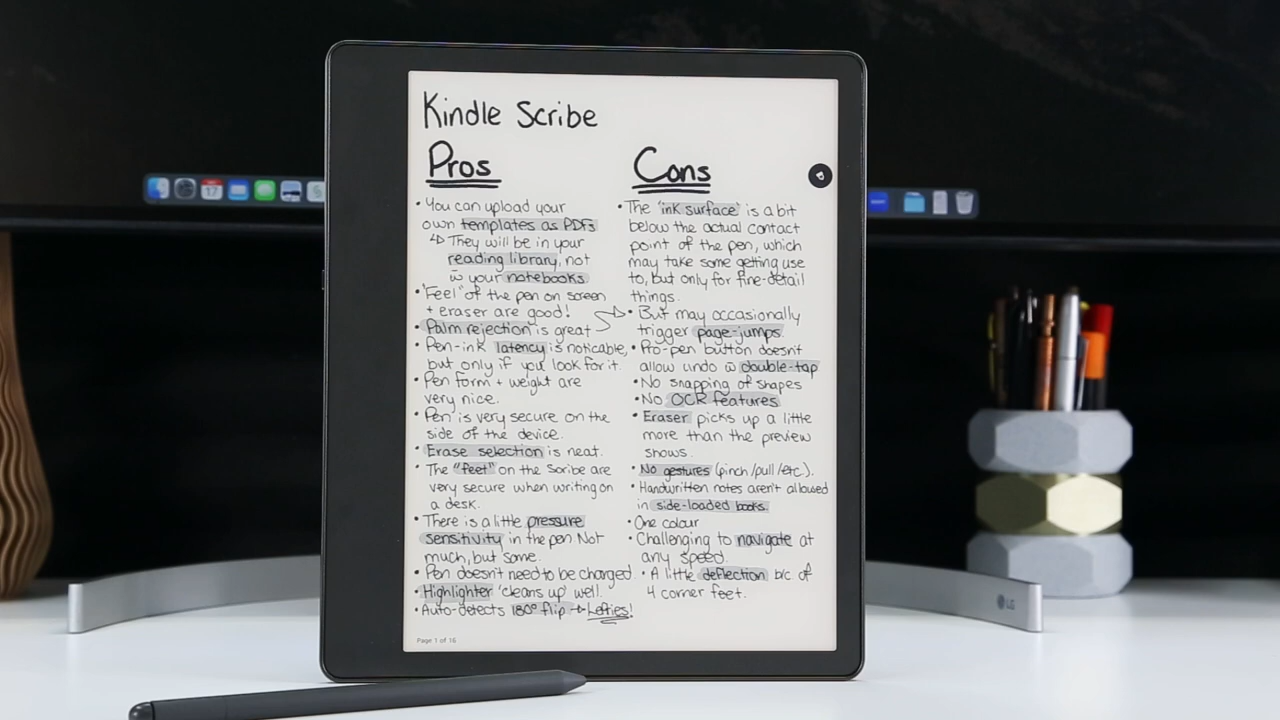 Kindle Scribe
Pros
• You can upload your
own templates as PDFs
↳ They will be in your
reading library, not
in your notebooks
• "Feel" of the pen on screen
+ eraser are good!
• Palm rejection is great
• Pen-ink latency is noticable,
but only if you look for it.
• Pen form + weight are
very nice.
• Pen is very secure on the
side of the device.
• Erase selection is neat.
• The "feet" on the Scribe are
very secure when writing on
a desk.
• There is a little pressure
sensitivity in the pen Not
much, but some.
• Pen doesn't need to be charged.
• Highlighter 'cleans up' well.
• Auto-detects 180° flip → Lefties!
Cons
• The 'ink surface' is a bit
below the actual contact
point of the pen, which
may take some getting use
to, but only for fine-detail
things.
• But may occasionally
trigger page-jumps.
• Pro-pen button doesn't
allow undo w double-tap
• No snapping of shapes
• No OCR features
• Eraser picks up a little
more than the preview
shows.
• No gestures (pinch/pull/etc.).
• Handwritten notes aren't allowed
in side-loaded books.
• One colour
• Challenging to navigate at
any speed.
• A little deflection b/c of
4 corner feet.
Page 1 of 16
17
LG